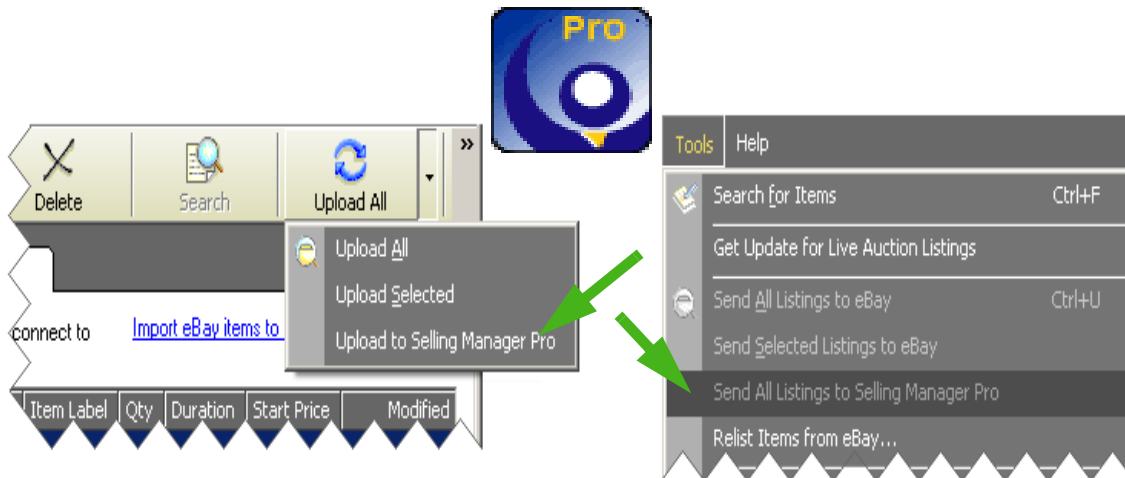 Pro
Delete
Search
Upload All
»
Upload All
Upload Selected
Upload to Selling Manager Pro
connect to
Import eBay items to
Item Label
Qty
Duration
Start Price
Modified
Tools
Help
Search for Items Ctrl+F
Get Update for Live Auction Listings
Send All Listings to eBay Ctrl+U
Send Selected Listings to eBay
Send All Listings to Selling Manager Pro
Relist Items from eBay...